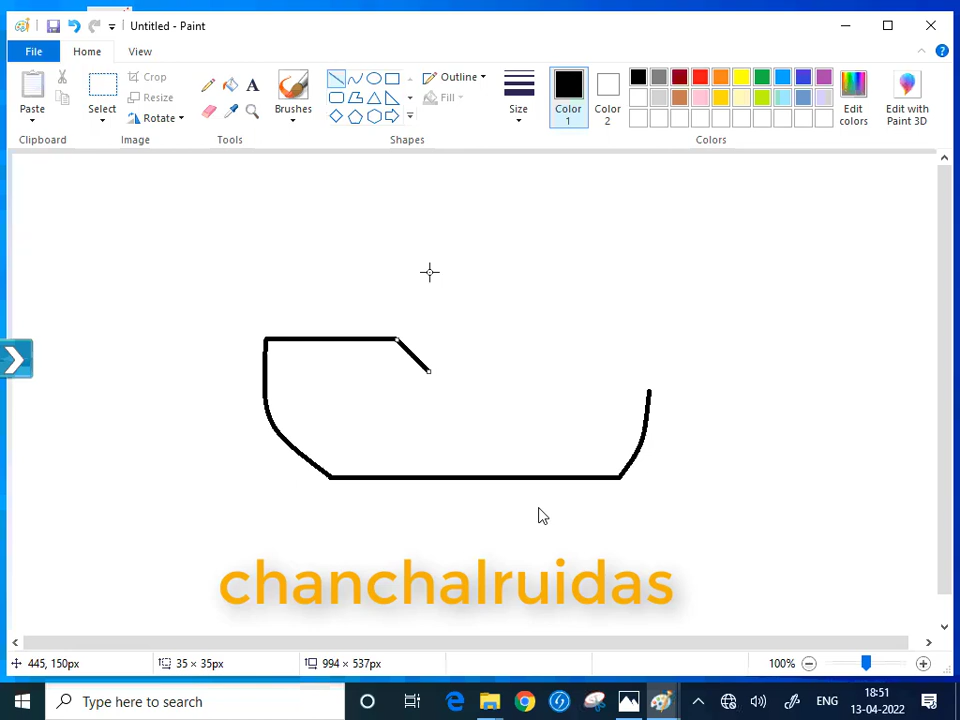 Untitled - Paint
File Home View
Paste
Select
Crop
Resize
Rotate
A
Brushes
Outline
Fill
Size
Color 1
Color 2
Edit colors
Edit with Paint 3D
Clipboard Image Tools Shapes Colors
chanchalruidas
445, 150px 35 × 35px 994 × 537px 100%
Type here to search
ENG
18:51
13-04-2022